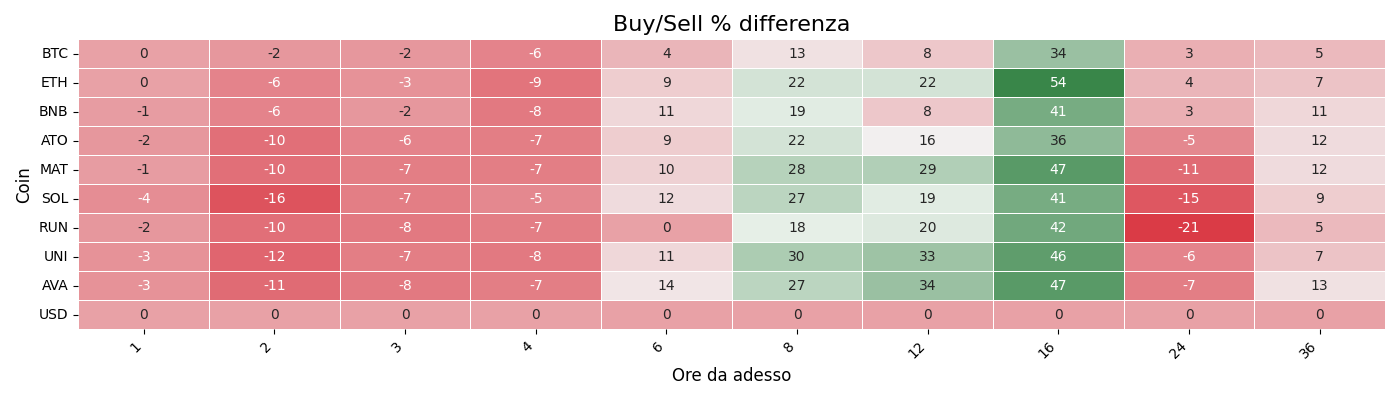 Buy/Sell % differenza
Coin
BTC 0 -2 -2 -6 4 13 8 34 3 5
ETH 0 -6 -3 -9 9 22 22 54 4 7
BNB -1 -6 -2 -8 11 19 8 41 3 11
ATO -2 -10 -6 -7 9 22 16 36 -5 12
MAT -1 -10 -7 -7 10 28 29 47 -11 12
SOL -4 -16 -7 -5 12 27 19 41 -15 9
RUN -2 -10 -8 -7 0 18 20 42 -21 5
UNI -3 -12 -7 -8 11 30 33 46 -6 7
AVA -3 -11 -8 -7 14 27 34 47 -7 13
USD 0 0 0 0 0 0 0 0 0 0
1 2 3 4 6 8 12 16 24 36
Ore da adesso